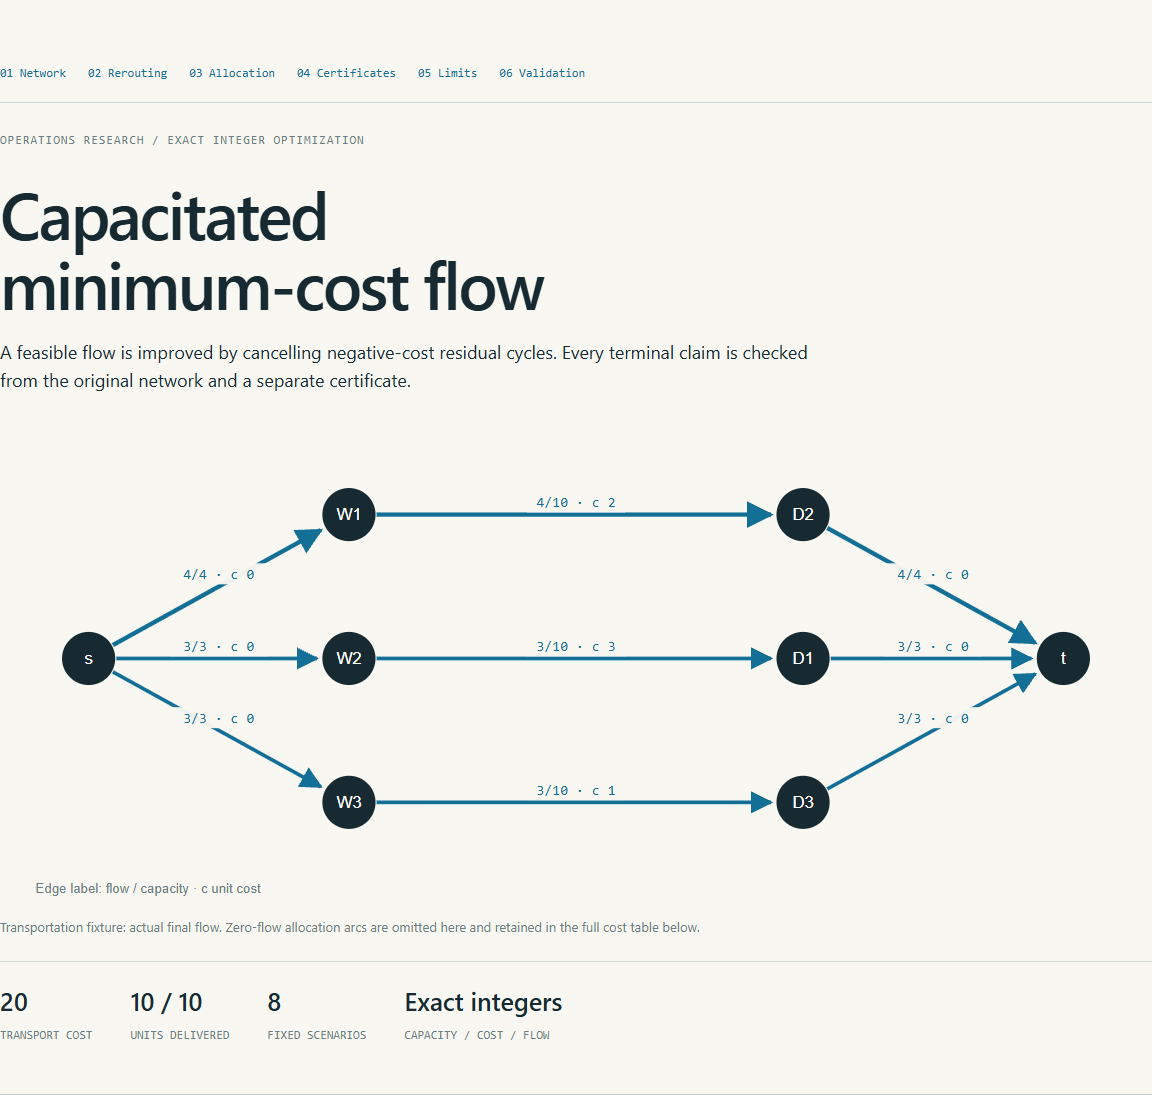 01 Network 02 Rerouting 03 Allocation 04 Certificates 05 Limits 06 Validation
OPERATIONS RESEARCH / EXACT INTEGER OPTIMIZATION
Capacitated
minimum-cost flow
A feasible flow is improved by cancelling negative-cost residual cycles. Every terminal claim is checked
from the original network and a separate certificate.
W1
4/10 · c 2
D2
4/4 · c 0
4/4 · c 0
s
3/3 · c 0
W2
3/10 · c 3
D1
3/3 · c 0
t
3/3 · c 0
3/3 · c 0
W3
3/10 · c 1
D3
Edge label: flow / capacity · c unit cost
Transportation fixture: actual final flow. Zero-flow allocation arcs are omitted here and retained in the full cost table below.
20 10 / 10 8 Exact integers
TRANSPORT COST UNITS DELIVERED FIXED SCENARIOS CAPACITY / COST / FLOW